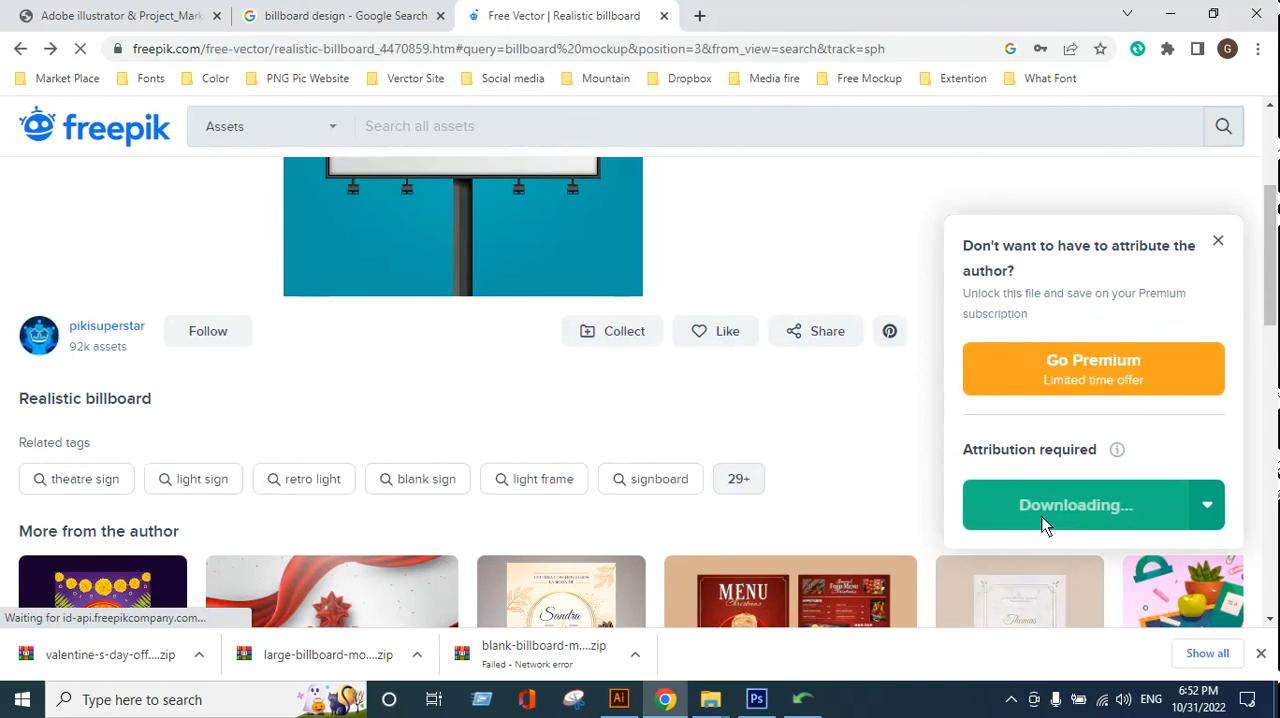 Adobe illustrator & Project_Mark
billboard design - Google Search
Free Vector | Realistic billboard
freepik.com/free-vector/realistic-billboard_4470859.htm#query=billboard%20mockup&position=3&from_view=search&track=sph
G
Market Place
Fonts
Color
PNG Pic Website
Verctor Site
Social media
Mountain
Dropbox
Media fire
Free Mockup
Extention
What Font
freepik
Assets
Search all assets
Don't want to have to attribute the
author?
Unlock this file and save on your Premium
subscription
Go Premium
Limited time offer
Attribution required
Downloading...
pikisuperstar
92k assets
Follow
Collect
Like
Share
Realistic billboard
Related tags
theatre sign
light sign
retro light
blank sign
light frame
signboard
29+
More from the author
MENU
Sandra
Thomas
Waiting for id-api.freepikcompany.com...
valentine-s-day-off....zip
large-billboard-mo....zip
blank-billboard-m....zip
Failed - Network error
Show all
Type here to search
Ai
Ps
ENG
6:52 PM
10/31/2022